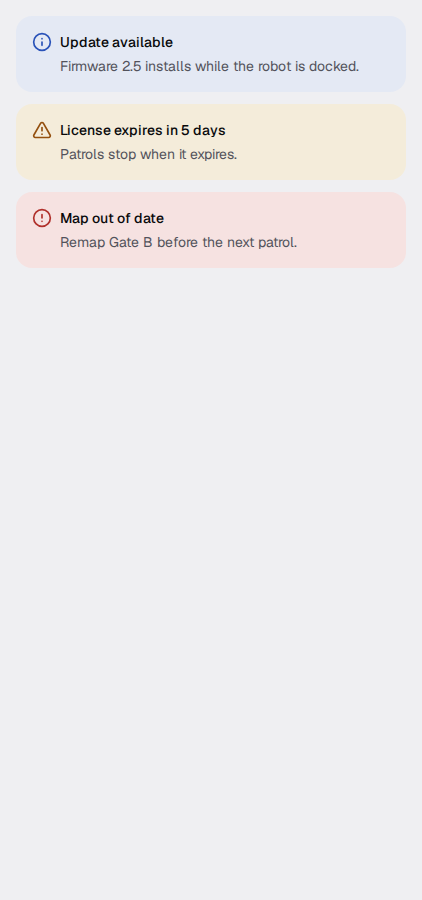 Update available
Firmware 2.5 installs while the robot is docked.
License expires in 5 days
Patrols stop when it expires.
Map out of date
Remap Gate B before the next patrol.